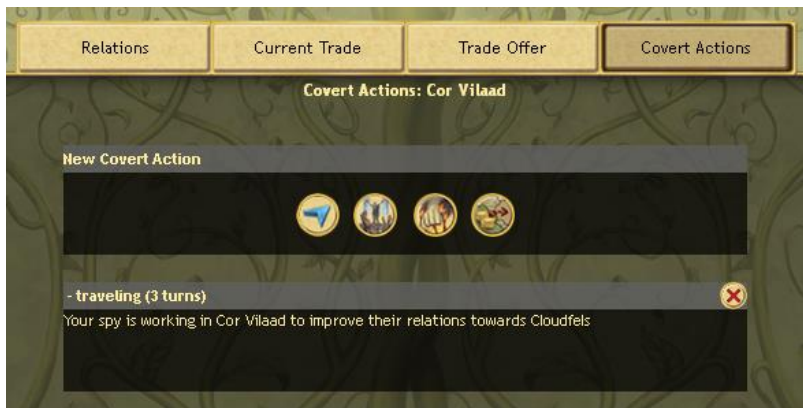 Relations Current Trade Trade Offer Covert Actions
Covert Actions: Cor Vilaad
New Covert Action
- traveling (3 turns)
Your spy is working in Cor Vilaad to improve their relations towards Cloudfels